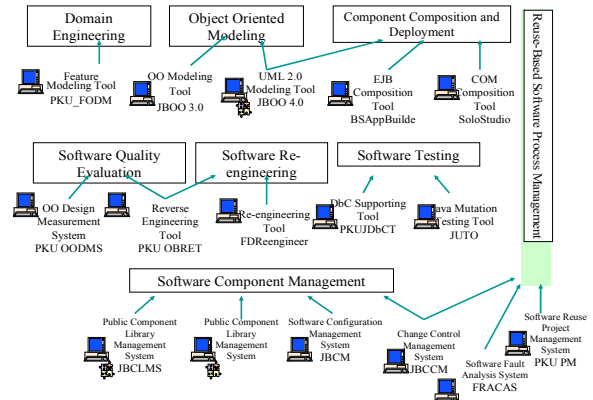 Domain
Engineering
Object Oriented
Modeling
Component Composition and
Deployment
Reuse-Based Software Process Management
Feature
Modeling Tool
PKU_FODM
OO Modeling
Tool
JBOO 3.0
UML 2.0
Modeling Tool
JBOO 4.0
EJB
Composition
Tool
BSAppBuilde
COM
Composition
Tool
SoloStudio
Software Quality
Evaluation
Software Re-
engineering
Software Testing
OO Design
Measurement
System
PKU OODMS
Reverse
Engineering
Tool
PKU OBRET
Re-engineering
Tool
FDReengineer
DbC Supporting
Tool
PKUJDbCT
Java Mutation
Testing Tool
JUTO
Software Component Management
Public Component
Library
Management
System
JBCLMS
Public Component
Library
Management
System
Software Configuration
Management
System
JBCM
Change Control
Management
System
JBCCM
Software Fault
Analysis System
FRACAS
Software Reuse
Project
Management
System
PKU PM